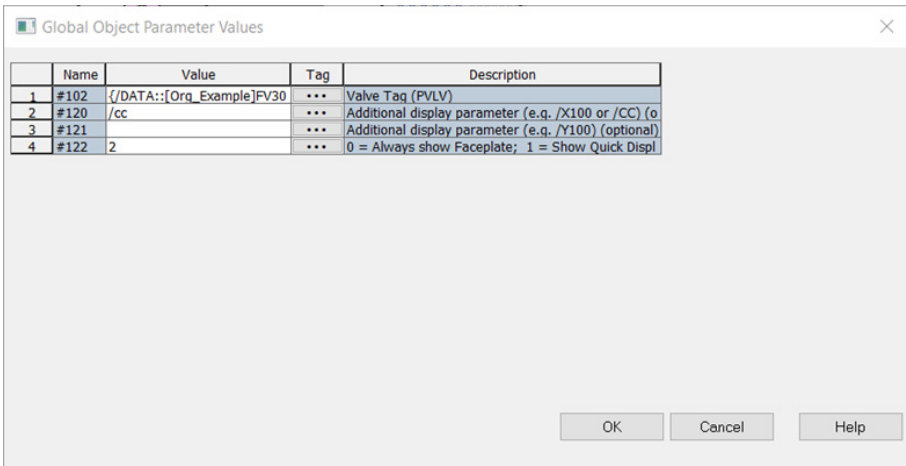 Global Object Parameter Values
Name Value Tag Description
1 #102 {/DATA::[Org_Example]FV30 ... Valve Tag (PVLV)
2 #120 /cc ... Additional display parameter (e.g. /X100 or /CC) (o
3 #121 ... Additional display parameter (e.g. /Y100) (optional)
4 #122 2 ... 0 = Always show Faceplate; 1 = Show Quick Displ
OK Cancel Help